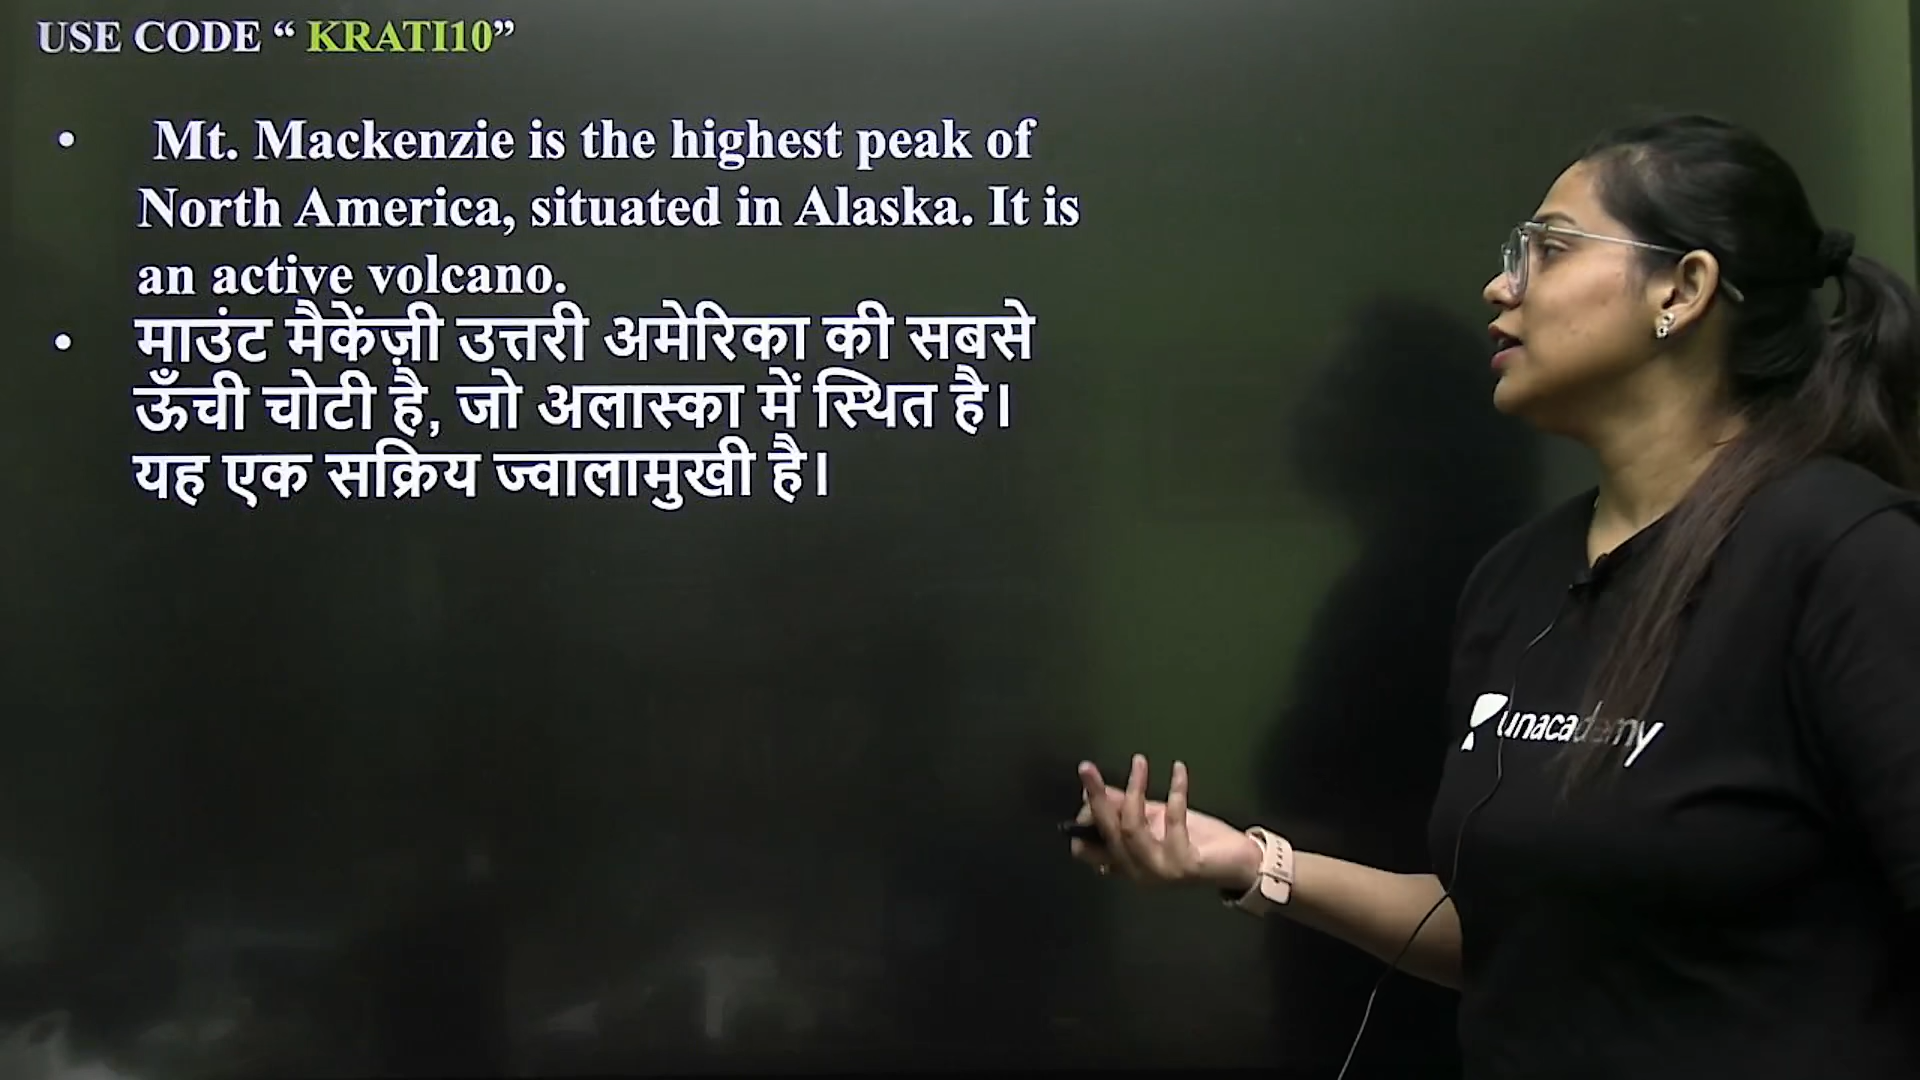 USE CODE “ KRATI10”
• Mt. Mackenzie is the highest peak of
North America, situated in Alaska. It is
an active volcano.
• माउंट मैकेंज़ी उत्तरी अमेरिका की सबसे
ऊँची चोटी है, जो अलास्का में स्थित है।
यह एक सक्रिय ज्वालामुखी है।
unacademy